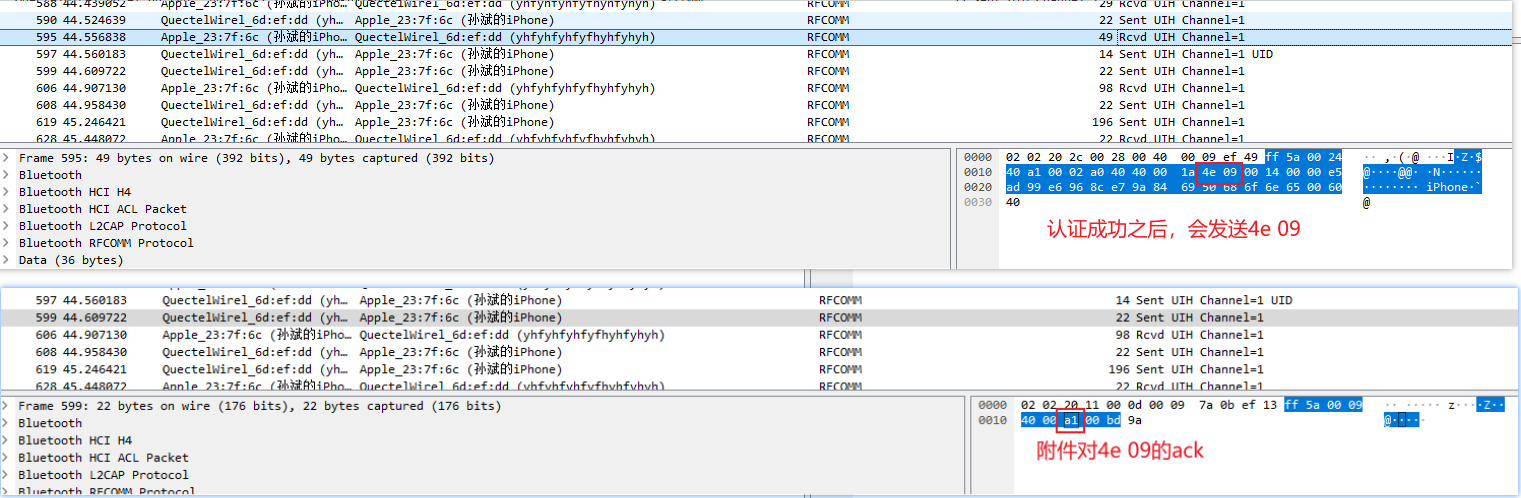 588 44.439052 Apple_23:7f:6c (孙斌的iPho… QuectelWirel_6d:ef:dd (yhfyhfyhfyfhyhfyhyh) RFCOMM 29 Rcvd UIH Channel=1
590 44.524639 QuectelWirel_6d:ef:dd (yh… Apple_23:7f:6c (孙斌的iPhone) RFCOMM 22 Sent UIH Channel=1
595 44.556838 Apple_23:7f:6c (孙斌的iPho… QuectelWirel_6d:ef:dd (yhfyhfyhfyfhyhfyhyh) RFCOMM 49 Rcvd UIH Channel=1
597 44.560183 QuectelWirel_6d:ef:dd (yh… Apple_23:7f:6c (孙斌的iPhone) RFCOMM 14 Sent UIH Channel=1 UID
599 44.609722 QuectelWirel_6d:ef:dd (yh… Apple_23:7f:6c (孙斌的iPhone) RFCOMM 22 Sent UIH Channel=1
606 44.907130 Apple_23:7f:6c (孙斌的iPho… QuectelWirel_6d:ef:dd (yhfyhfyhfyfhyhfyhyh) RFCOMM 98 Rcvd UIH Channel=1
608 44.958430 QuectelWirel_6d:ef:dd (yh… Apple_23:7f:6c (孙斌的iPhone) RFCOMM 22 Sent UIH Channel=1
619 45.246421 QuectelWirel_6d:ef:dd (yh… Apple_23:7f:6c (孙斌的iPhone) RFCOMM 196 Sent UIH Channel=1
628 45.448072 Apple_23:7f:6c (孙斌的iPho… QuectelWirel_6d:ef:dd (yhfyhfyhfyfhyhfyhyh) RFCOMM 22 Rcvd UIH Channel=1
Frame 595: 49 bytes on wire (392 bits), 49 bytes captured (392 bits)
Bluetooth
Bluetooth HCI H4
Bluetooth HCI ACL Packet
Bluetooth L2CAP Protocol
Bluetooth RFCOMM Protocol
Data (36 bytes)
0000 02 02 20 2c 00 28 00 40 00 09 ef 49 ff 5a 00 24 ·· ,·(·@ ···I·Z·$
0010 40 a1 00 02 a0 40 40 00 1a 4e 09 00 14 00 00 e5 @····@@· ·N······
0020 ad 99 e6 96 8c e7 9a 84 69 50 68 6f 6e 65 00 60 ········ iPhone·`
0030 40 @
认证成功之后，会发送4e 09
597 44.560183 QuectelWirel_6d:ef:dd (yh… Apple_23:7f:6c (孙斌的iPhone) RFCOMM 14 Sent UIH Channel=1 UID
599 44.609722 QuectelWirel_6d:ef:dd (yh… Apple_23:7f:6c (孙斌的iPhone) RFCOMM 22 Sent UIH Channel=1
606 44.907130 Apple_23:7f:6c (孙斌的iPho… QuectelWirel_6d:ef:dd (yhfyhfyhfyfhyhfyhyh) RFCOMM 98 Rcvd UIH Channel=1
608 44.958430 QuectelWirel_6d:ef:dd (yh… Apple_23:7f:6c (孙斌的iPhone) RFCOMM 22 Sent UIH Channel=1
619 45.246421 QuectelWirel_6d:ef:dd (yh… Apple_23:7f:6c (孙斌的iPhone) RFCOMM 196 Sent UIH Channel=1
628 45.448072 Apple_23:7f:6c (孙斌的iPho… QuectelWirel_6d:ef:dd (yhfyhfyhfyfhyhfyhyh) RFCOMM 22 Rcvd UIH Channel=1
Frame 599: 22 bytes on wire (176 bits), 22 bytes captured (176 bits)
Bluetooth
Bluetooth HCI H4
Bluetooth HCI ACL Packet
Bluetooth L2CAP Protocol
Bluetooth RFCOMM Protocol
0000 02 02 20 11 00 0d 00 09 7a 0b ef 13 ff 5a 00 09 ·· ····· z····Z··
0010 40 00 a1 00 bd 9a @·····
附件对4e 09的ack